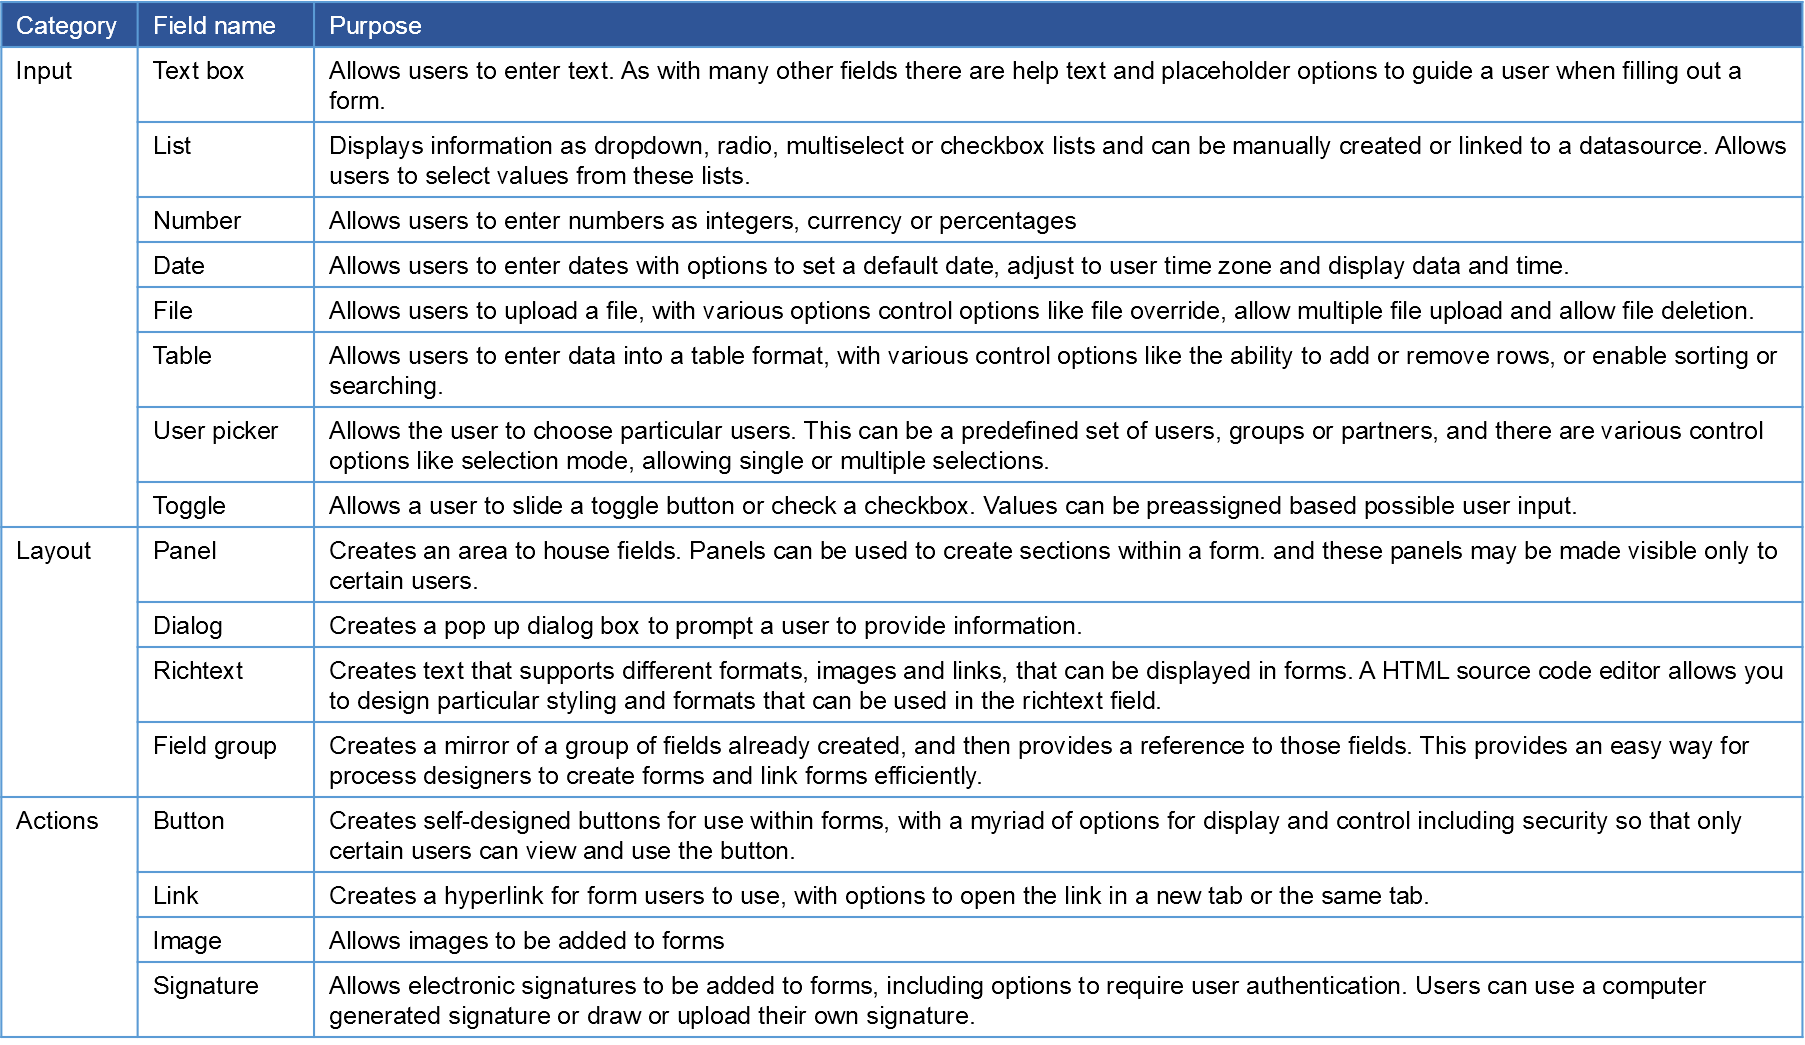 Category Field name Purpose
Input Text box Allows users to enter text. As with many other fields there are help text and placeholder options to guide a user when filling out a
form.
List Displays information as dropdown, radio, multiselect or checkbox lists and can be manually created or linked to a datasource. Allows
users to select values from these lists.
Number Allows users to enter numbers as integers, currency or percentages
Date Allows users to enter dates with options to set a default date, adjust to user time zone and display data and time.
File Allows users to upload a file, with various options control options like file override, allow multiple file upload and allow file deletion.
Table Allows users to enter data into a table format, with various control options like the ability to add or remove rows, or enable sorting or
searching.
User picker Allows the user to choose particular users. This can be a predefined set of users, groups or partners, and there are various control
options like selection mode, allowing single or multiple selections.
Toggle Allows a user to slide a toggle button or check a checkbox. Values can be preassigned based possible user input.
Layout Panel Creates an area to house fields. Panels can be used to create sections within a form. and these panels may be made visible only to
certain users.
Dialog Creates a pop up dialog box to prompt a user to provide information.
Richtext Creates text that supports different formats, images and links, that can be displayed in forms. A HTML source code editor allows you
to design particular styling and formats that can be used in the richtext field.
Field group Creates a mirror of a group of fields already created, and then provides a reference to those fields. This provides an easy way for
process designers to create forms and link forms efficiently.
Actions Button Creates self-designed buttons for use within forms, with a myriad of options for display and control including security so that only
certain users can view and use the button.
Link Creates a hyperlink for form users to use, with options to open the link in a new tab or the same tab.
Image Allows images to be added to forms
Signature Allows electronic signatures to be added to forms, including options to require user authentication. Users can use a computer
generated signature or draw or upload their own signature.